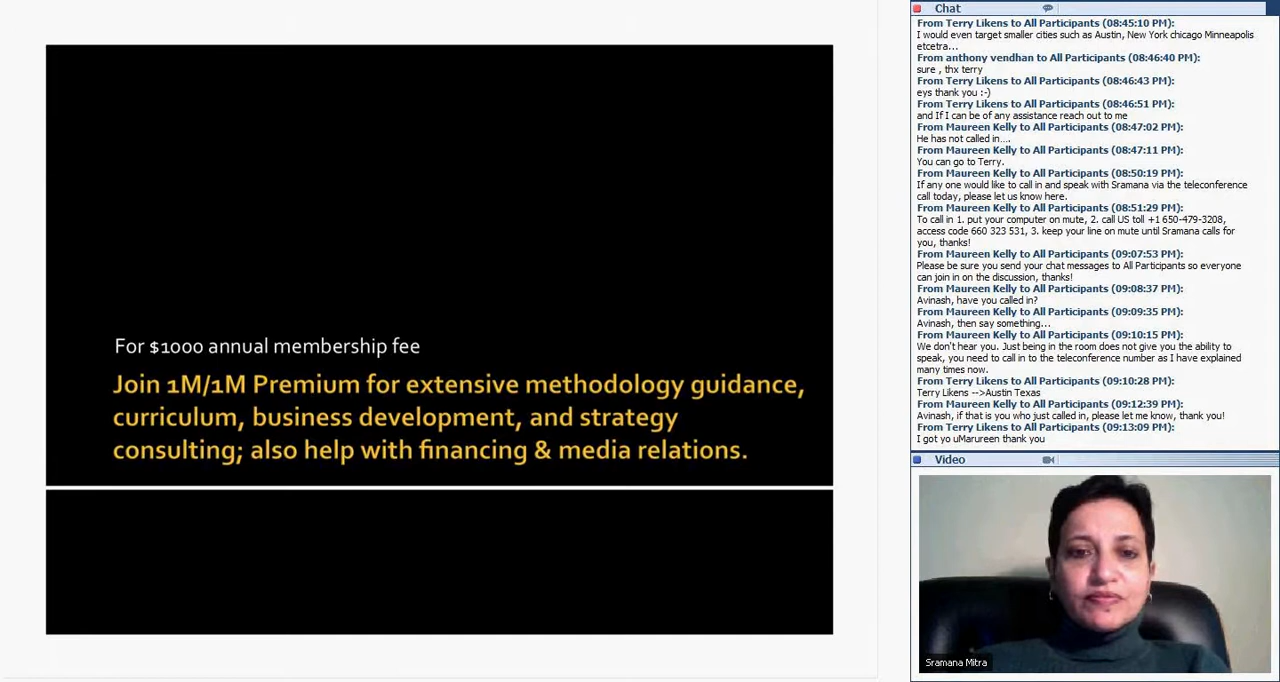 For $1000 annual membership fee
Join 1M/1M Premium for extensive methodology guidance,
curriculum, business development, and strategy
consulting; also help with financing & media relations.
Chat
From Terry Likens to All Participants (08:45:10 PM):
I would even target smaller cities such as Austin, New York chicago Minneapolis
etcetra...
From anthony vendhan to All Participants (08:46:40 PM):
sure , thx terry
From Terry Likens to All Participants (08:46:43 PM):
eys thank you :-)
From Terry Likens to All Participants (08:46:51 PM):
and If I can be of any assistance reach out to me
From Maureen Kelly to All Participants (08:47:02 PM):
He has not called in....
From Maureen Kelly to All Participants (08:47:11 PM):
You can go to Terry.
From Maureen Kelly to All Participants (08:50:19 PM):
If any one would like to call in and speak with Sramana via the teleconference
call today, please let us know here.
From Maureen Kelly to All Participants (08:51:29 PM):
To call in 1. put your computer on mute, 2. call US toll +1 650-479-3208,
access code 660 323 531, 3. keep your line on mute until Sramana calls for
you, thanks!
From Maureen Kelly to All Participants (09:07:53 PM):
Please be sure you send your chat messages to All Participants so everyone
can join in on the discussion, thanks!
From Maureen Kelly to All Participants (09:08:37 PM):
Avinash, have you called in?
From Maureen Kelly to All Participants (09:09:35 PM):
Avinash, then say something...
From Maureen Kelly to All Participants (09:10:15 PM):
We don't hear you. Just being in the room does not give you the ability to
speak, you need to call in to the teleconference number as I have explained
many times now.
From Terry Likens to All Participants (09:10:28 PM):
Terry Likens -->Austin Texas
From Maureen Kelly to All Participants (09:12:39 PM):
Avinash, if that is you who just called in, please let me know, thank you!
From Terry Likens to All Participants (09:13:09 PM):
I got yo uMarureen thank you
Video
Sramana Mitra